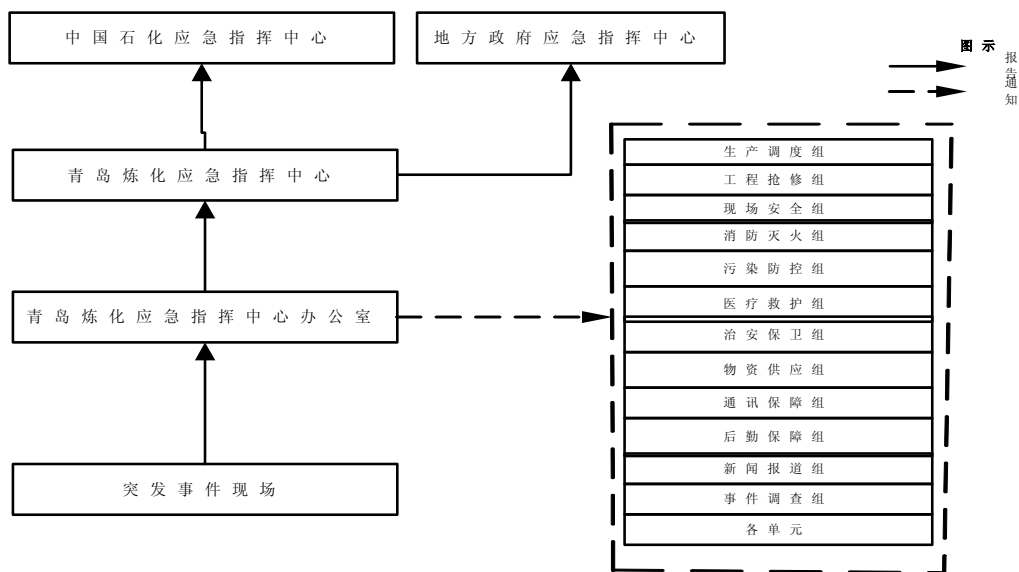 中国石化应急指挥中心
地方政府应急指挥中心
图示
报告
通知
青岛炼化应急指挥中心
青岛炼化应急指挥中心办公室
突发事件现场
生产调度组
工程抢修组
现场安全组
消防灭火组
污染防控组
医疗救护组
治安保卫组
物资供应组
通讯保障组
后勤保障组
新闻报道组
事件调查组
各单元